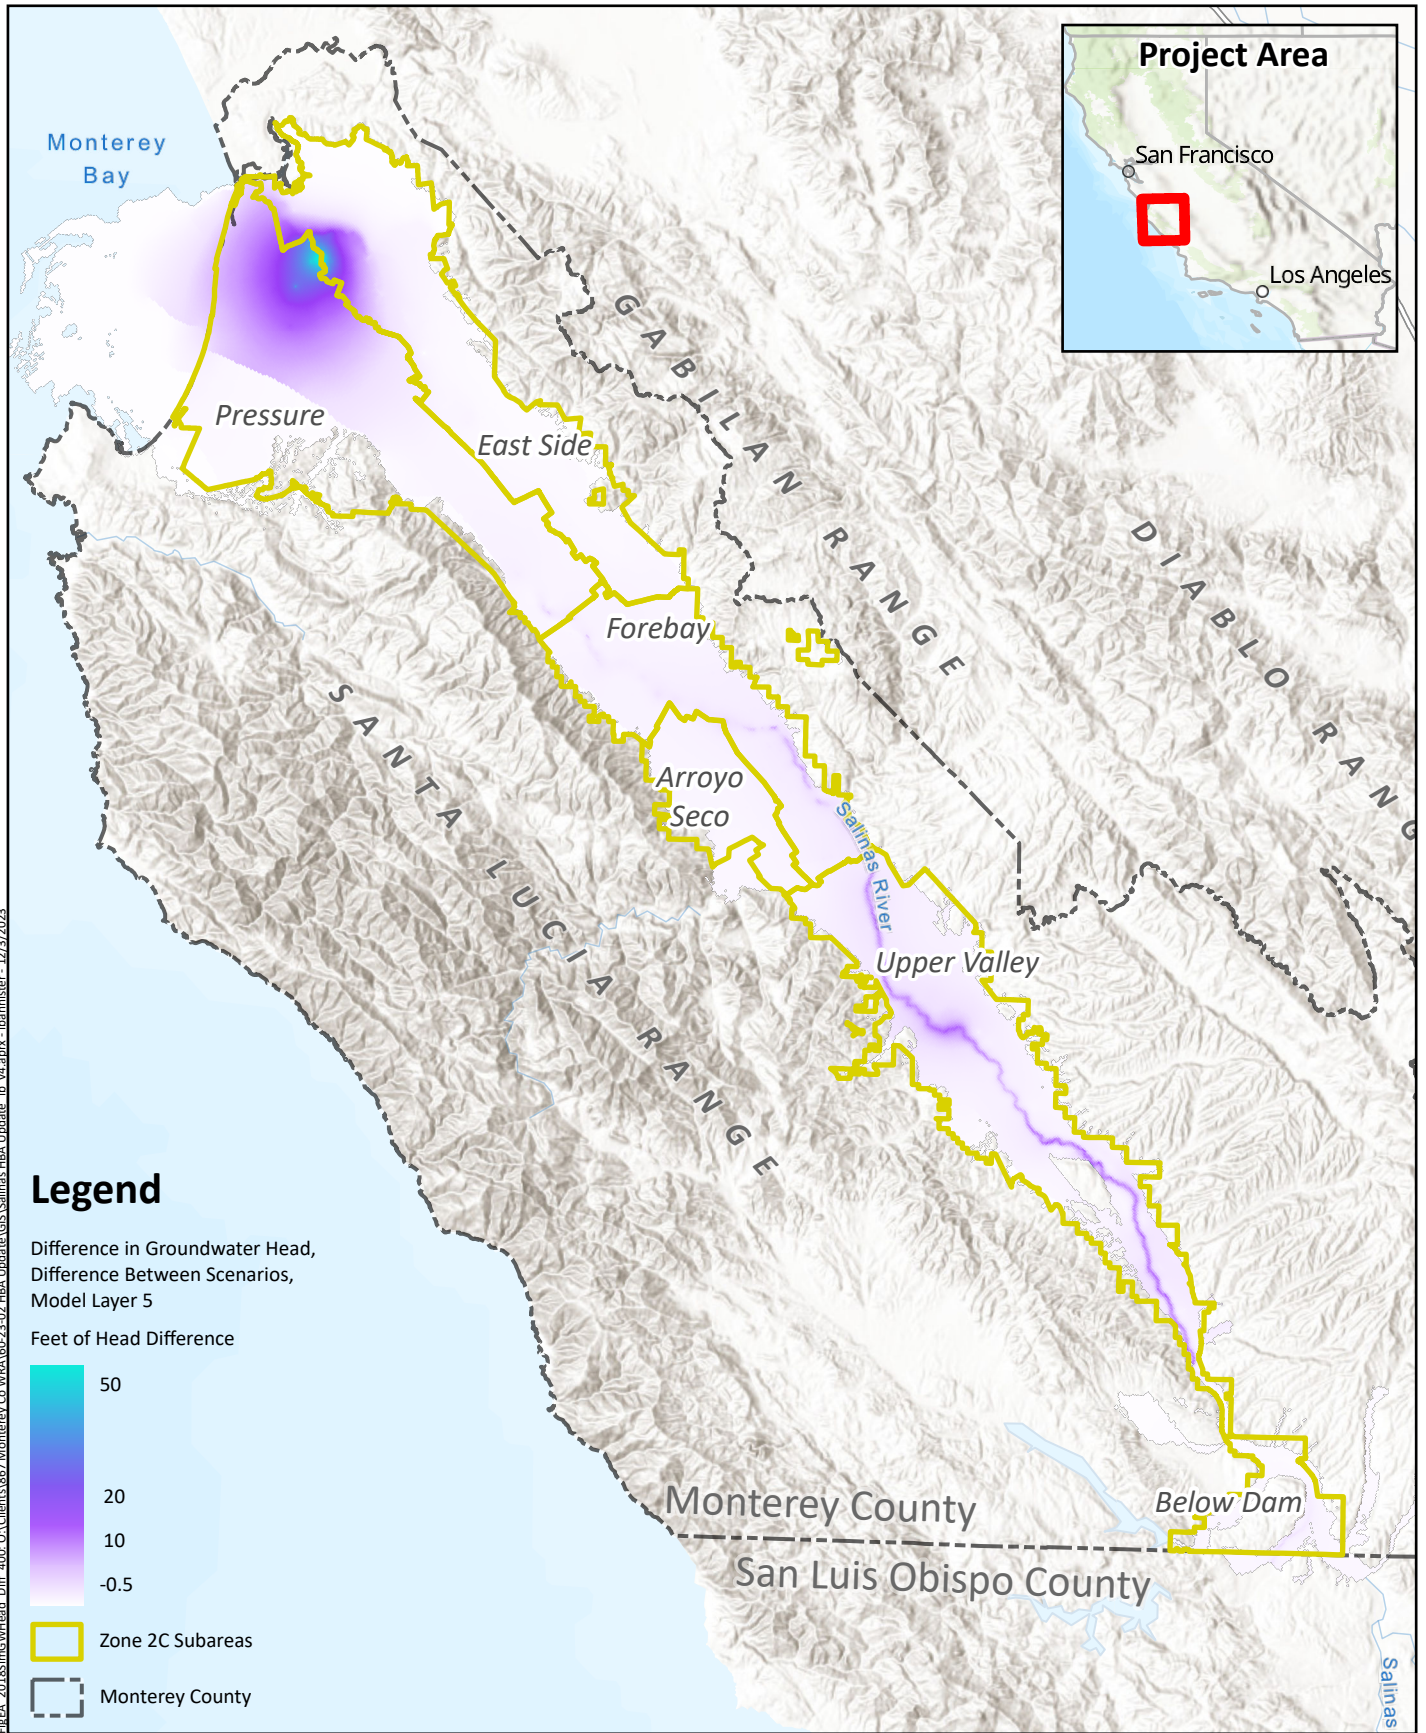 Project Area
San Francisco
Los Angeles
Monterey
Bay
GABILAN RANGE
DIABLO RANG
Pressure
East Side
Forebay
SANTA LUCIA RANGE
Arroyo
Seco
Salinas River
Upper Valley
Legend
Difference in Groundwater Head,
Difference Between Scenarios,
Model Layer 5
Feet of Head Difference
50
20
10
-0.5
Zone 2C Subareas
Monterey County
Monterey County
San Luis Obispo County
Below Dam
Salinas